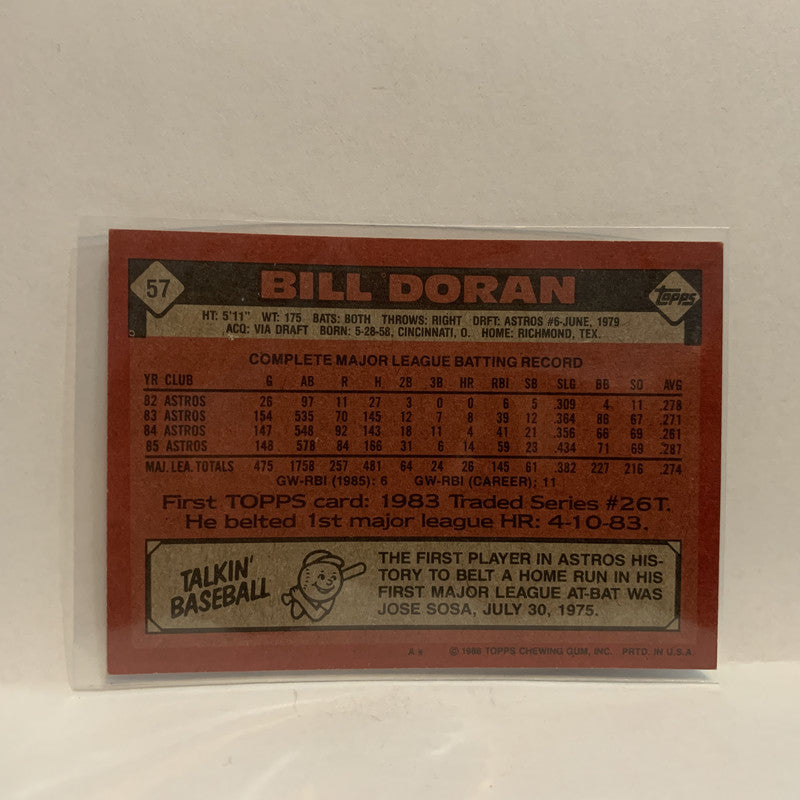 57
BILL DORAN
topps
HT: 5'11" WT: 175 BATS: BOTH THROWS: RIGHT DRFT: ASTROS #6-JUNE, 1979
ACQ: VIA DRAFT BORN: 5-28-58, CINCINNATI, O. HOME: RICHMOND, TEX.
COMPLETE MAJOR LEAGUE BATTING RECORD
YR CLUB G AB R H 2B 3B HR RBI SB SLG BB SO AVG
82 ASTROS 26 97 11 27 3 0 0 6 5 .309 4 11 .278
83 ASTROS 154 535 70 145 12 7 8 39 12 .364 86 67 .271
84 ASTROS 147 548 92 143 18 11 4 41 21 .356 66 69 .261
85 ASTROS 148 578 84 166 31 6 14 59 23 .434 71 69 .287
MAJ. LEA. TOTALS 475 1758 257 481 64 24 26 145 61 .382 227 216 .274
GW-RBI (1985): 6 GW-RBI (CAREER): 11
First TOPPS card: 1983 Traded Series #26T.
He belted 1st major league HR: 4-10-83.
TALKIN'
BASEBALL
THE FIRST PLAYER IN ASTROS HIS-
TORY TO BELT A HOME RUN IN HIS
FIRST MAJOR LEAGUE AT-BAT WAS
JOSE SOSA, JULY 30, 1975.
A* © 1986 TOPPS CHEWING GUM, INC. PRTD. IN U.S.A.